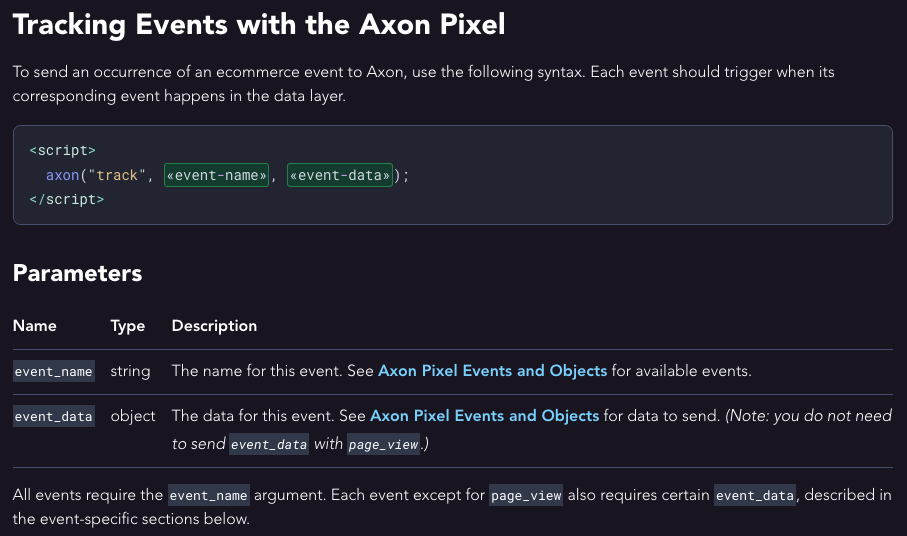 Tracking Events with the Axon Pixel
To send an occurrence of an ecommerce event to Axon, use the following syntax. Each event should trigger when its
corresponding event happens in the data layer.
<script>
  axon("track", «event-name», «event-data»);
</script>
Parameters
Name Type Description
event_name string The name for this event. See Axon Pixel Events and Objects for available events.
event_data object The data for this event. See Axon Pixel Events and Objects for data to send. (Note: you do not need
to send event_data with page_view.)
All events require the event_name argument. Each event except for page_view also requires certain event_data, described in
the event-specific sections below.